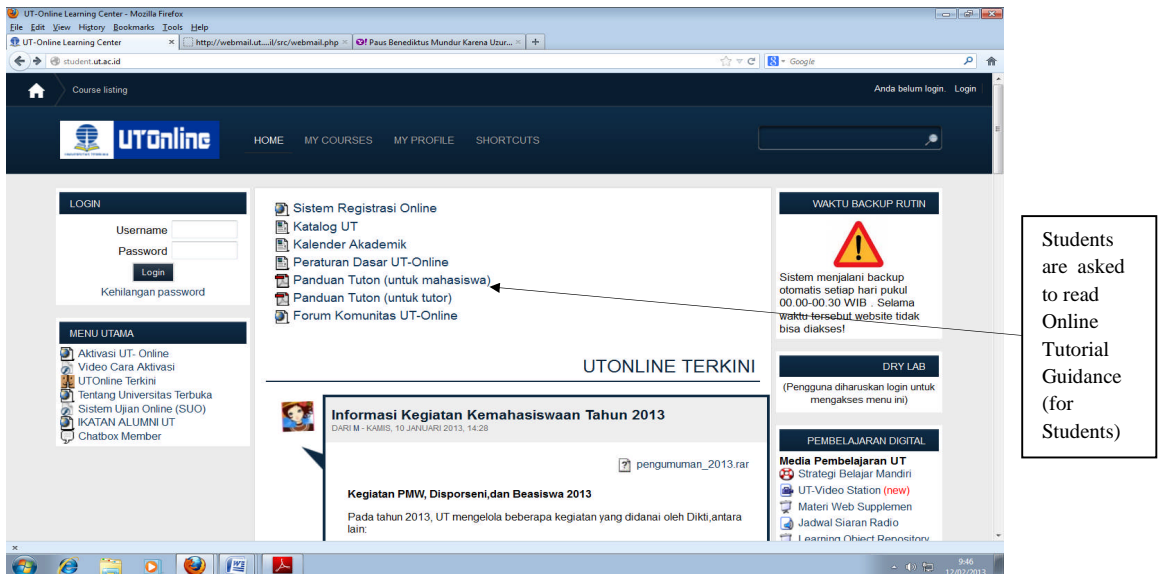 UT-Online Learning Center - Mozilla Firefox
File Edit View History Bookmarks Tools Help
UT-Online Learning Center × http://webmail.ut....il/src/webmail.php × Paus Benediktus Mundur Karena Uzur... × +
student.ut.ac.id
Google
Course listing
Anda belum login. Login
UTOnline
HOME MY COURSES MY PROFILE SHORTCUTS
LOGIN
Username
Password
Login
Kehilangan password
MENU UTAMA
Aktivasi UT- Online
Video Cara Aktivasi
UTOnline Terkini
Tentang Universitas Terbuka
Sistem Ujian Online (SUO)
IKATAN ALUMNI UT
Chatbox Member
Sistem Registrasi Online
Katalog UT
Kalender Akademik
Peraturan Dasar UT-Online
Panduan Tuton (untuk mahasiswa)
Panduan Tuton (untuk tutor)
Forum Komunitas UT-Online
UTONLINE TERKINI
Informasi Kegiatan Kemahasiswaan Tahun 2013
DARI M - KAMIS, 10 JANUARI 2013, 14:28
pengumuman_2013.rar
Kegiatan PMW, Disporseni,dan Beasiswa 2013
Pada tahun 2013, UT mengelola beberapa kegiatan yang didanai oleh Dikti,antara
lain:
WAKTU BACKUP RUTIN
Sistem menjalani backup
otomatis setiap hari pukul
00.00-00.30 WIB . Selama
waktu tersebut website tidak
bisa diakses!
DRY LAB
(Pengguna diharuskan login untuk
mengakses menu ini)
PEMBELAJARAN DIGITAL
Media Pembelajaran UT
Strategi Belajar Mandiri
UT-Video Station (new)
Materi Web Supplemen
Jadwal Siaran Radio
Learning Object Repository
9:46
12/02/2013
Students
are asked
to read
Online
Tutorial
Guidance
(for
Students)